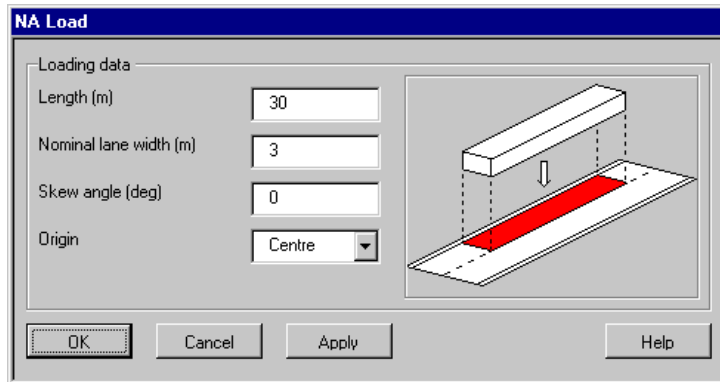 NA Load
Loading data
Length (m) 30
Nominal lane width (m) 3
Skew angle (deg) 0
Origin Centre
OK Cancel Apply Help